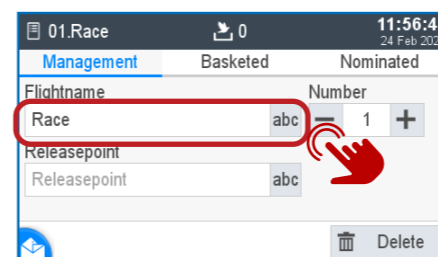 01.Race 0 11:56:4
24 Feb 202
Management Basketed Nominated
Flightname Number
Race abc 1
Releasepoint
Releasepoint abc
Delete